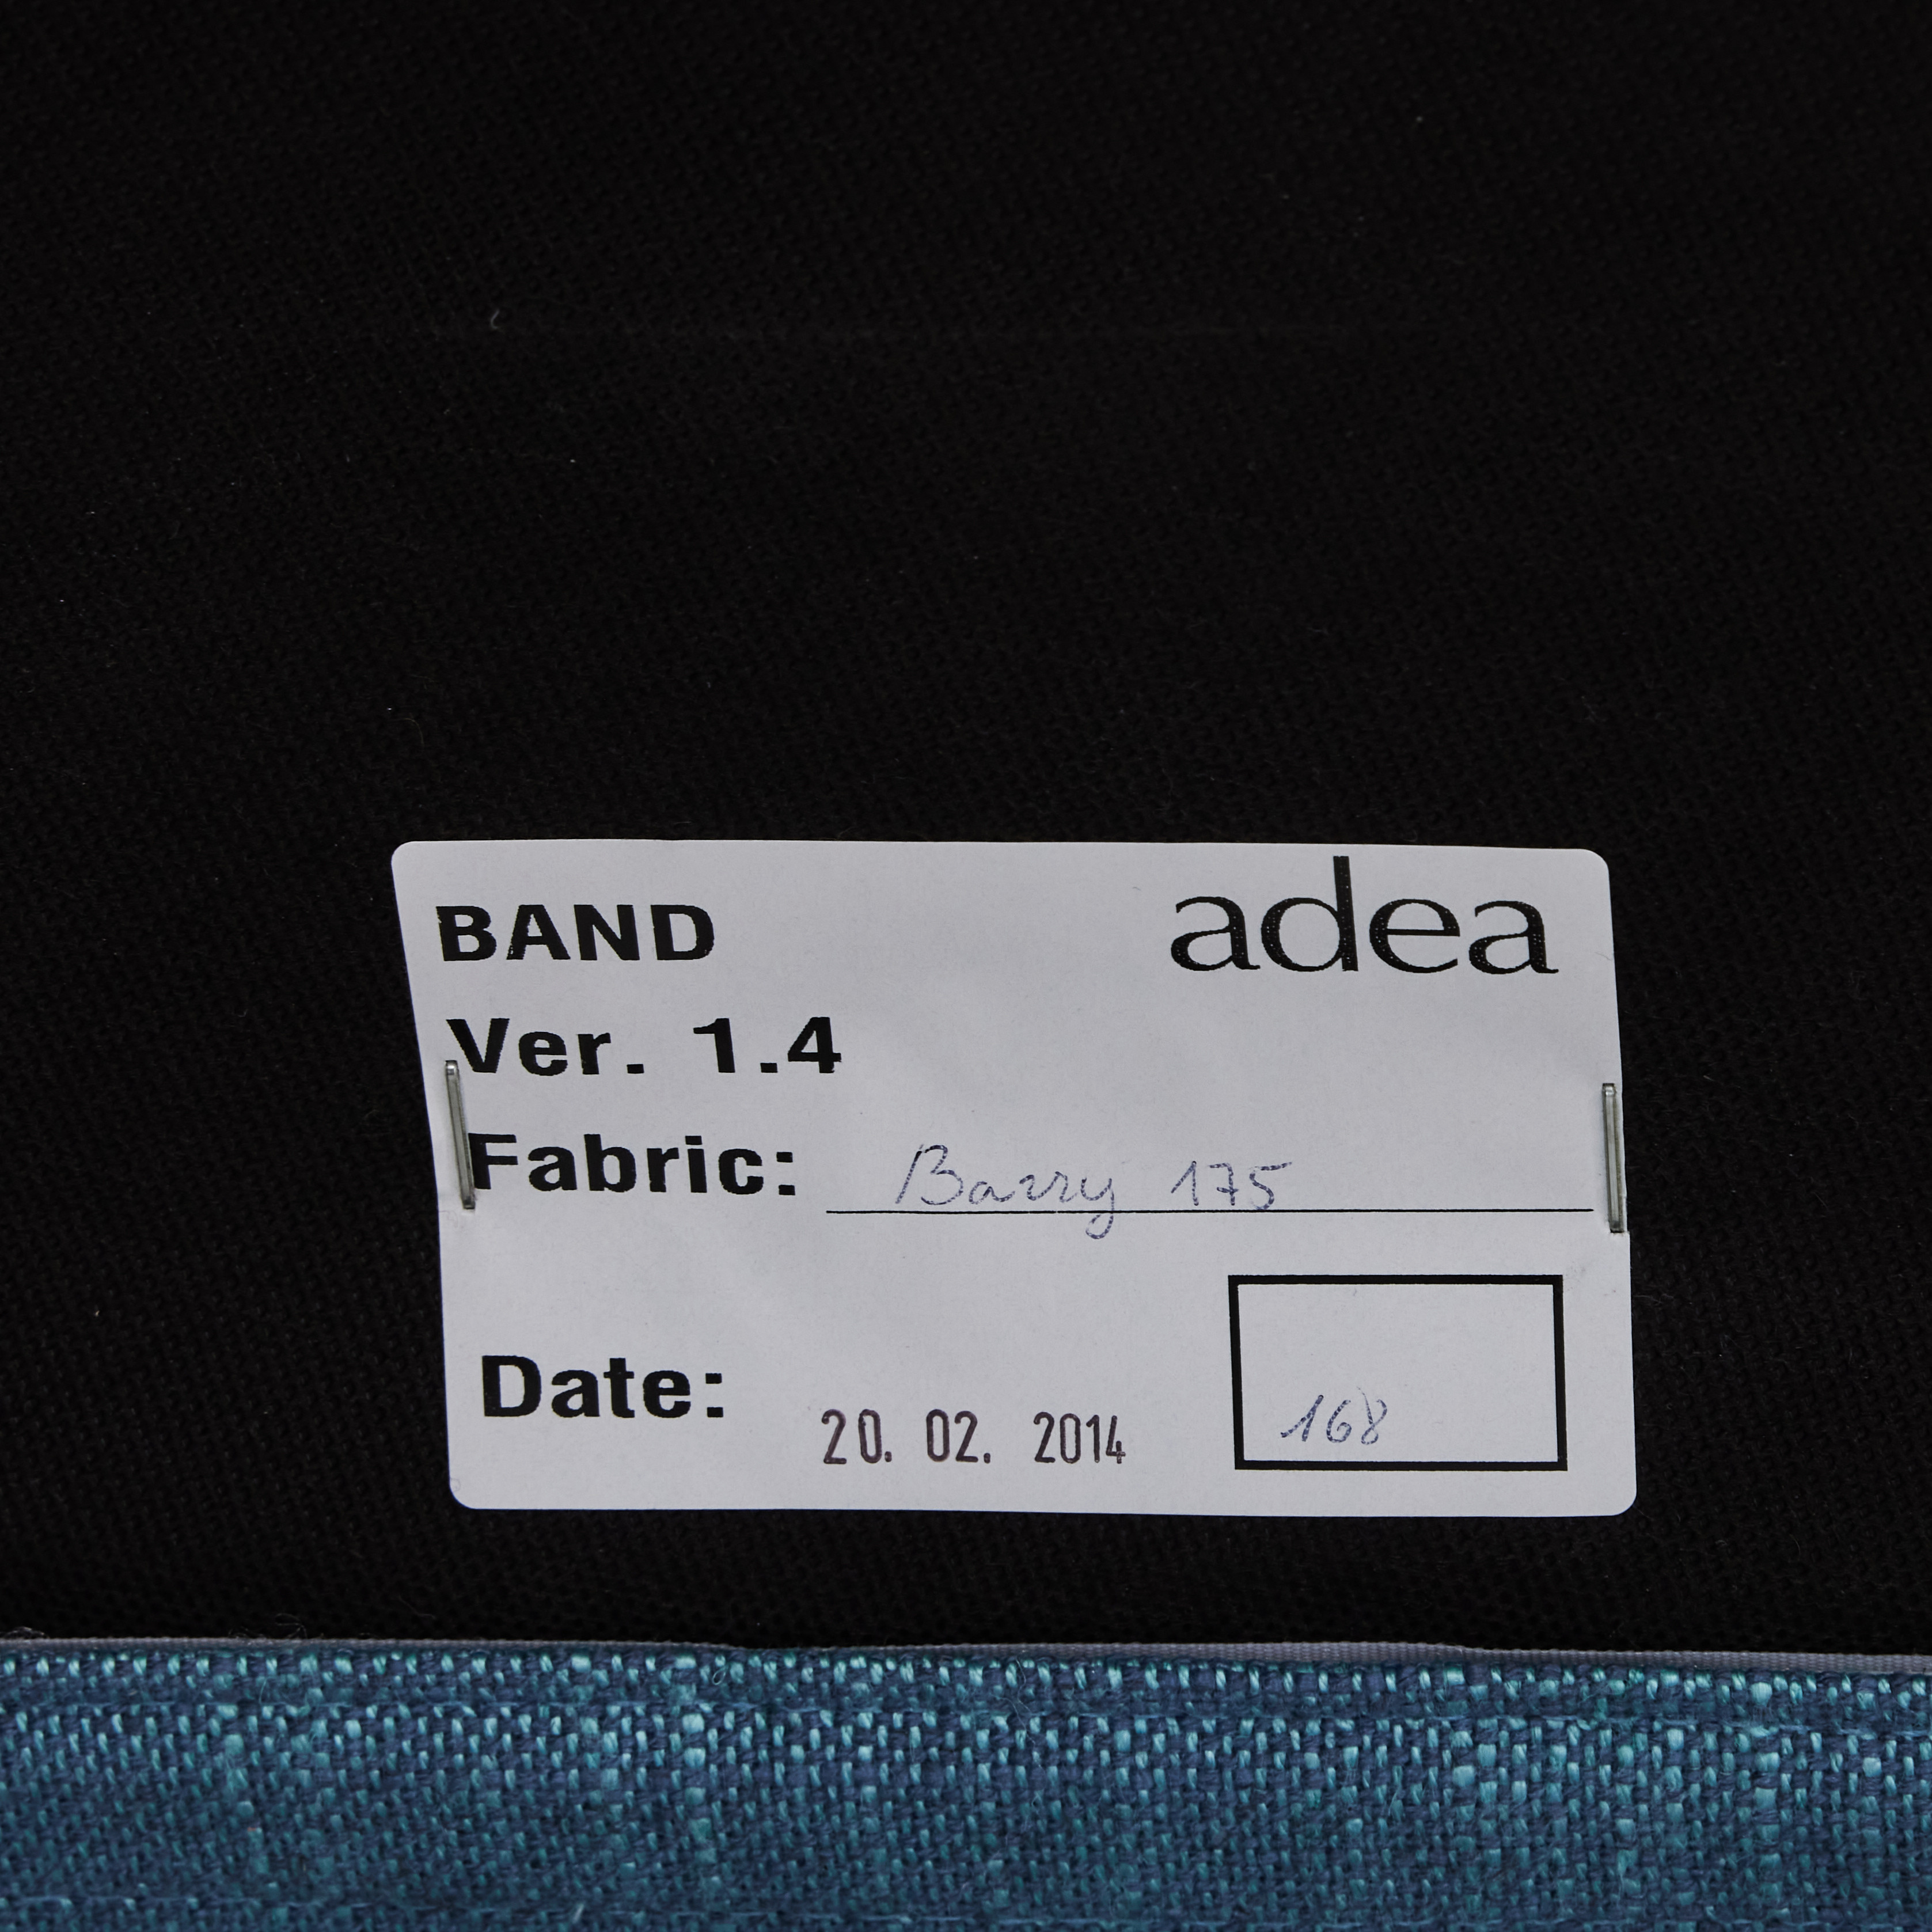 BAND adea
Ver. 1.4
Fabric: Barry 175
Date: 20. 02. 2014 168